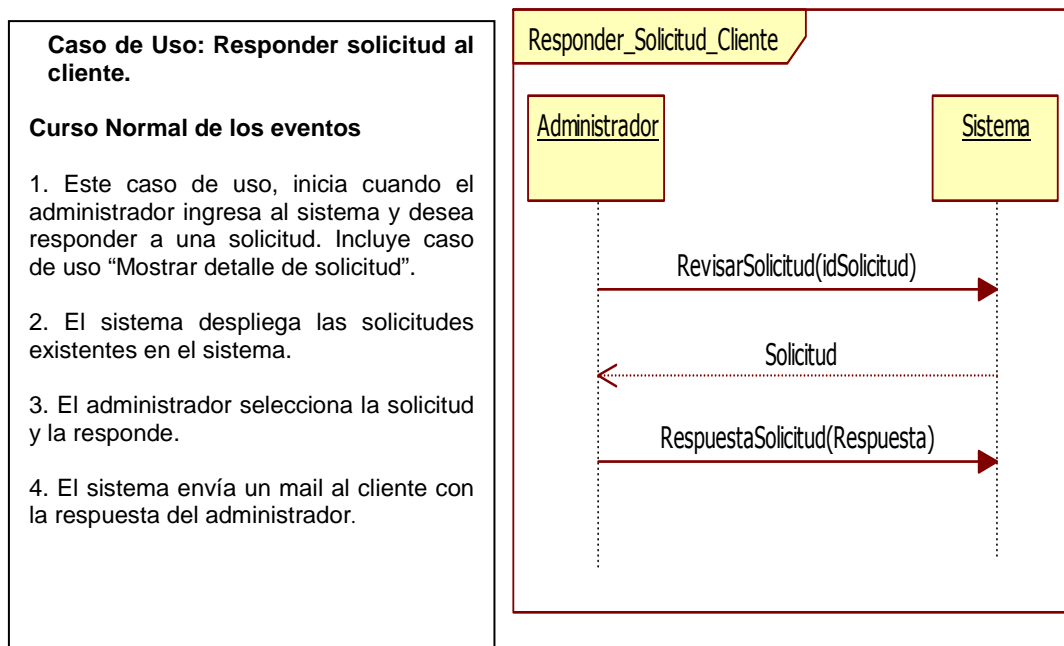 Caso de Uso: Responder solicitud al
cliente.
Curso Normal de los eventos
1. Este caso de uso, inicia cuando el
administrador ingresa al sistema y desea
responder a una solicitud. Incluye caso
de uso “Mostrar detalle de solicitud”.
2. El sistema despliega las solicitudes
existentes en el sistema.
3. El administrador selecciona la solicitud
y la responde.
4. El sistema envía un mail al cliente con
la respuesta del administrador.
Responder_Solicitud_Cliente
Administrador
Sistema
RevisarSolicitud(idSolicitud)
Solicitud
RespuestaSolicitud(Respuesta)